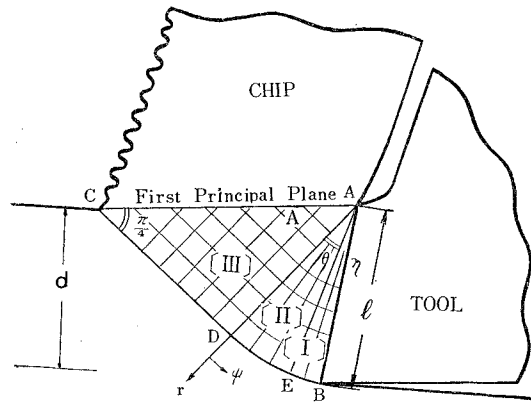 CHIP
C First Principal Plane A
π/4
A
[III]
θ
η
d
[II]
ℓ
TOOL
[I]
D
ψ
r
E
B